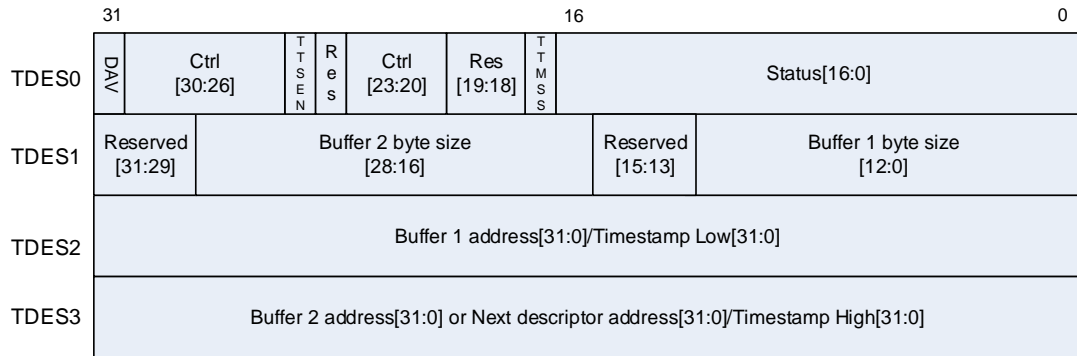 31 16 0
TDES0 DAV Ctrl [30:26] TTSEN Res Ctrl [23:20] Res [19:18] TTMSS Status[16:0]
TDES1 Reserved [31:29] Buffer 2 byte size [28:16] Reserved [15:13] Buffer 1 byte size [12:0]
TDES2 Buffer 1 address[31:0]/Timestamp Low[31:0]
TDES3 Buffer 2 address[31:0] or Next descriptor address[31:0]/Timestamp High[31:0]